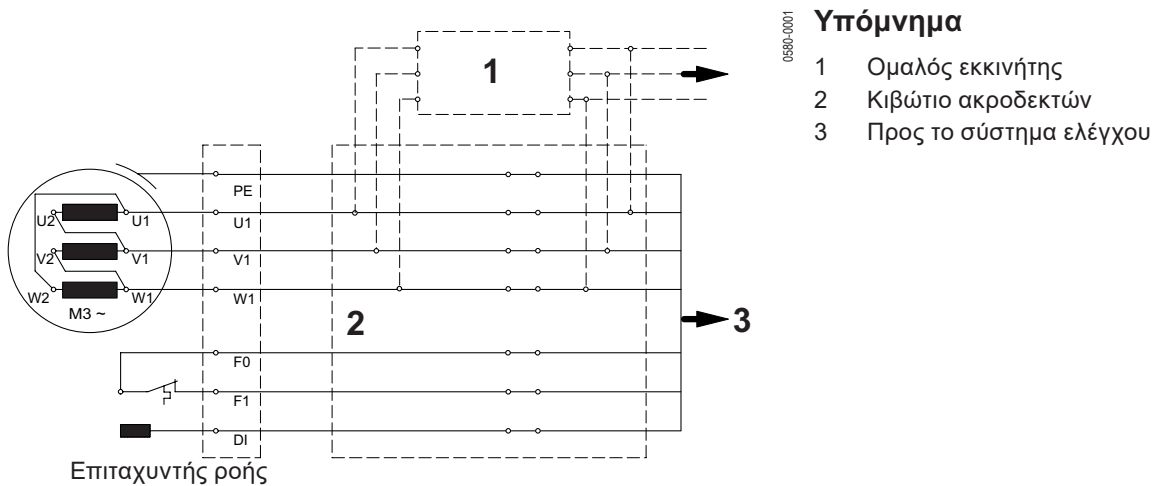 0580-0001
Υπόμνημα
1 Ομαλός εκκινήτης
2 Κιβώτιο ακροδεκτών
3 Προς το σύστημα ελέγχου
1
PE
U2 U1 U1
V2 V1 V1
W2 W1 W1
M3 ~
2
3
F0
F1
DI
Επιταχυντής ροής